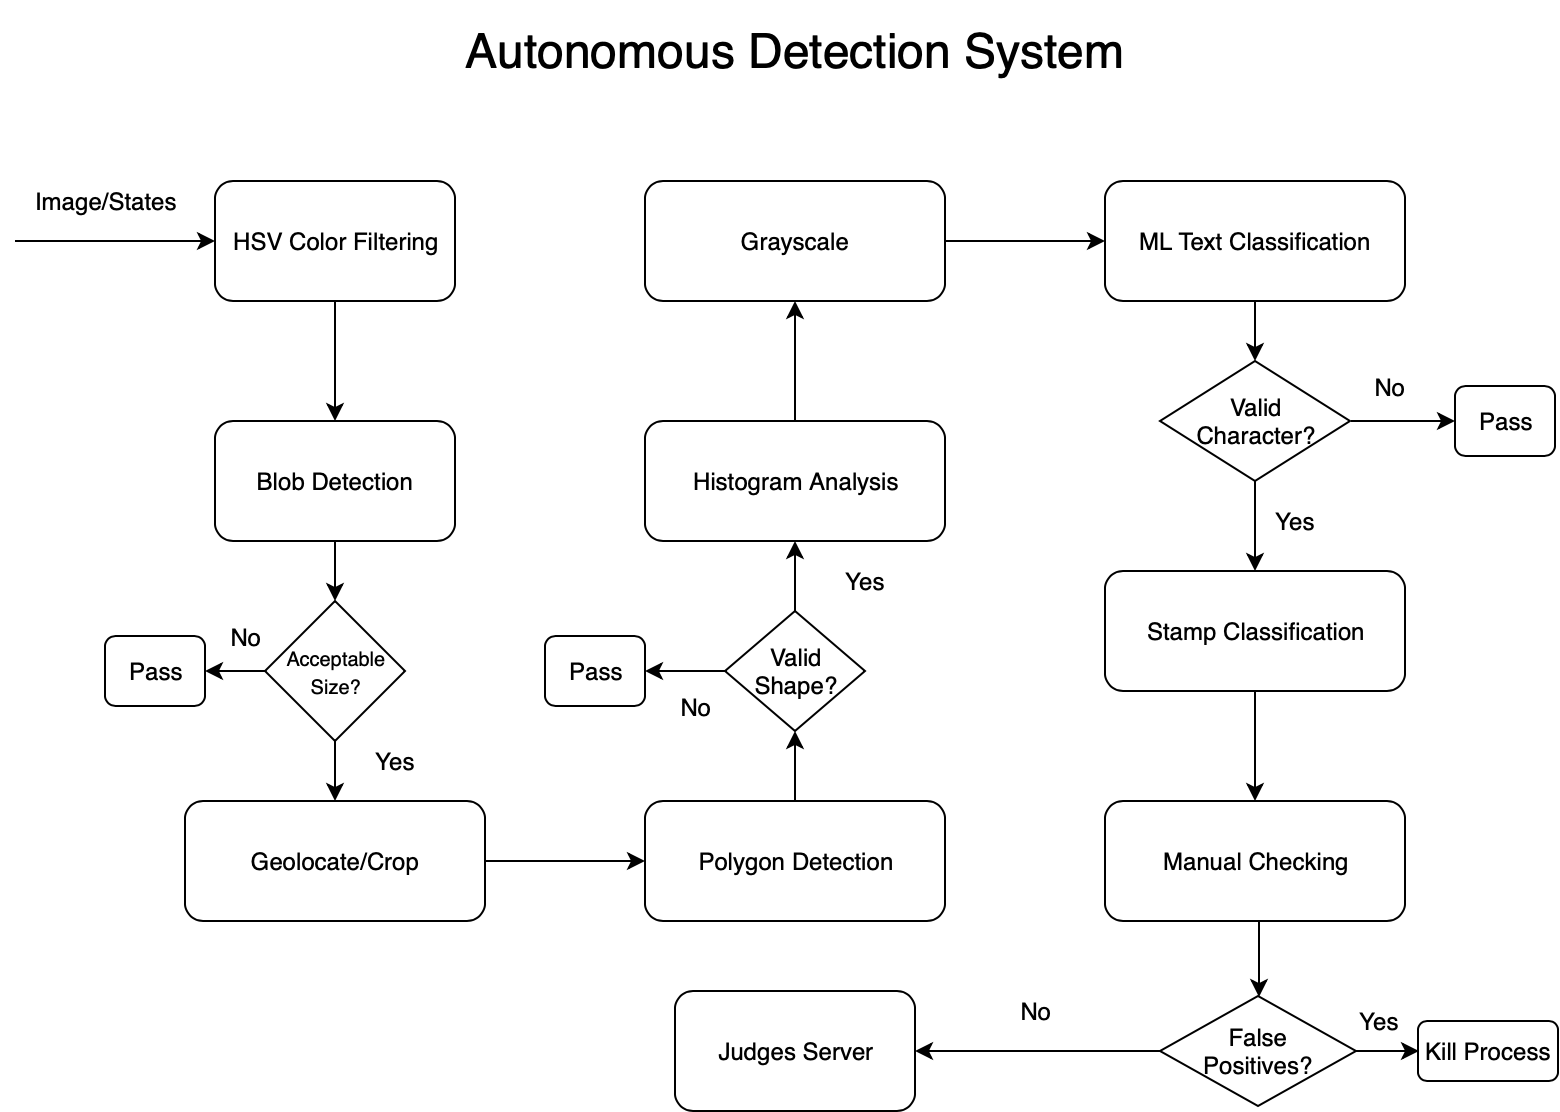 Autonomous Detection System
Image/States
HSV Color Filtering
Blob Detection
Acceptable
Size?
No
Pass
Yes
Geolocate/Crop
Polygon Detection
Valid
Shape?
No
Pass
Yes
Histogram Analysis
Grayscale
ML Text Classification
Valid
Character?
No
Pass
Yes
Stamp Classification
Manual Checking
False
Positives?
Yes
Kill Process
No
Judges Server